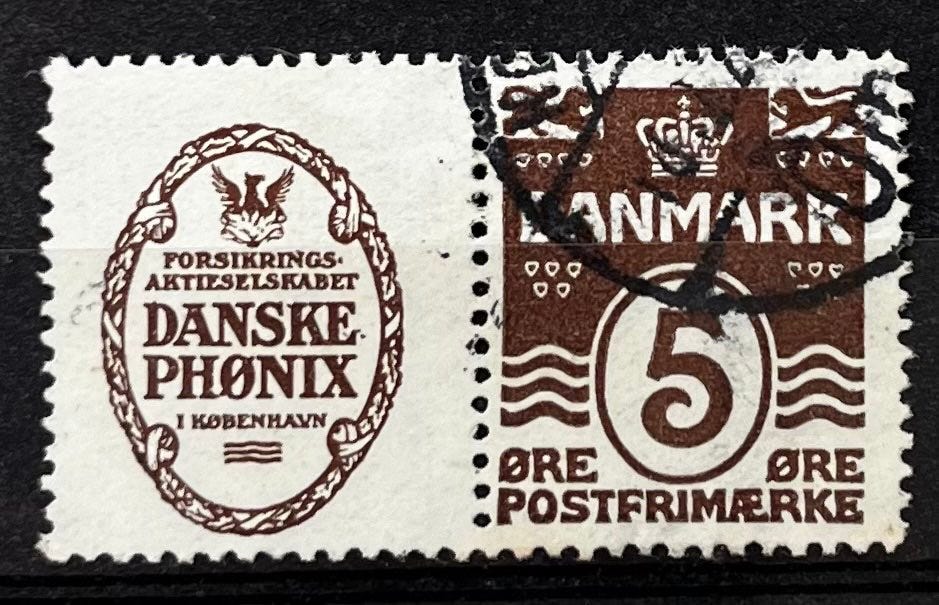 FORSIKRINGS-
AKTIESELSKABET
DANSKE-
PHØNIX
I KØBENHAVN
DANMARK
5
ØRE ØRE
POSTFRIMÆRKE